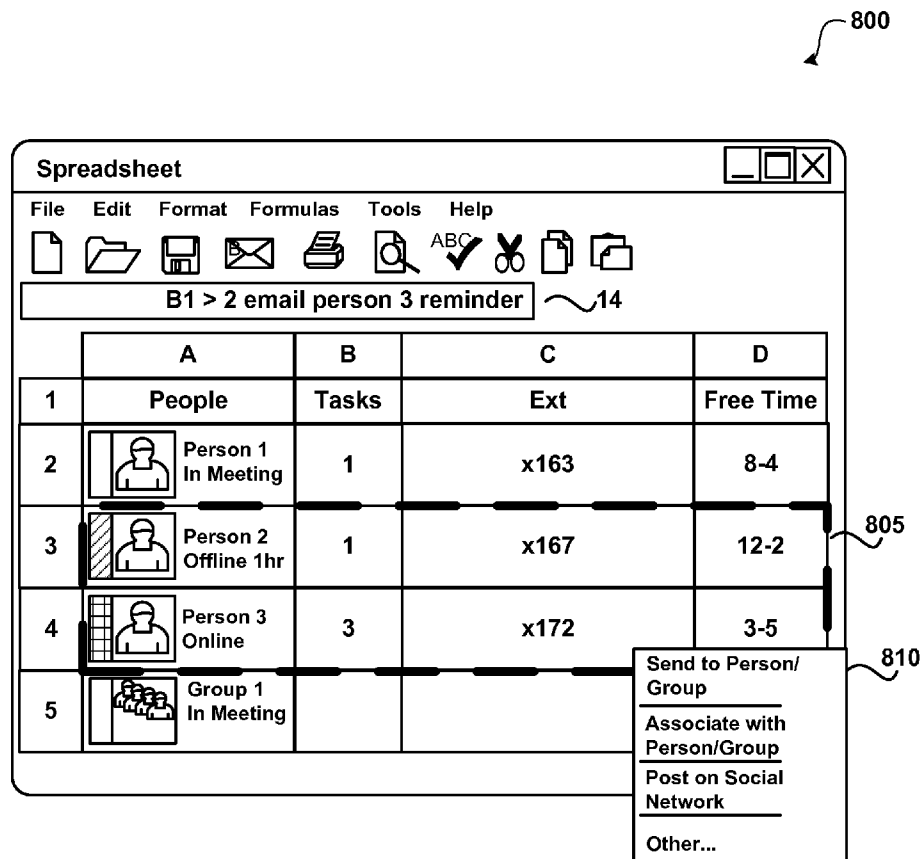 800
Spreadsheet
File Edit Format Formulas Tools Help
B
ABC
B1 > 2 email person 3 reminder
14
A B C D
1 People Tasks Ext Free Time
2 Person 1 In Meeting 1 x163 8-4
3 Person 2 Offline 1hr 1 x167 12-2
805
4 Person 3 Online 3 x172 3-5
5 Group 1 In Meeting
810
Send to Person/
Group
Associate with
Person/Group
Post on Social
Network
Other...